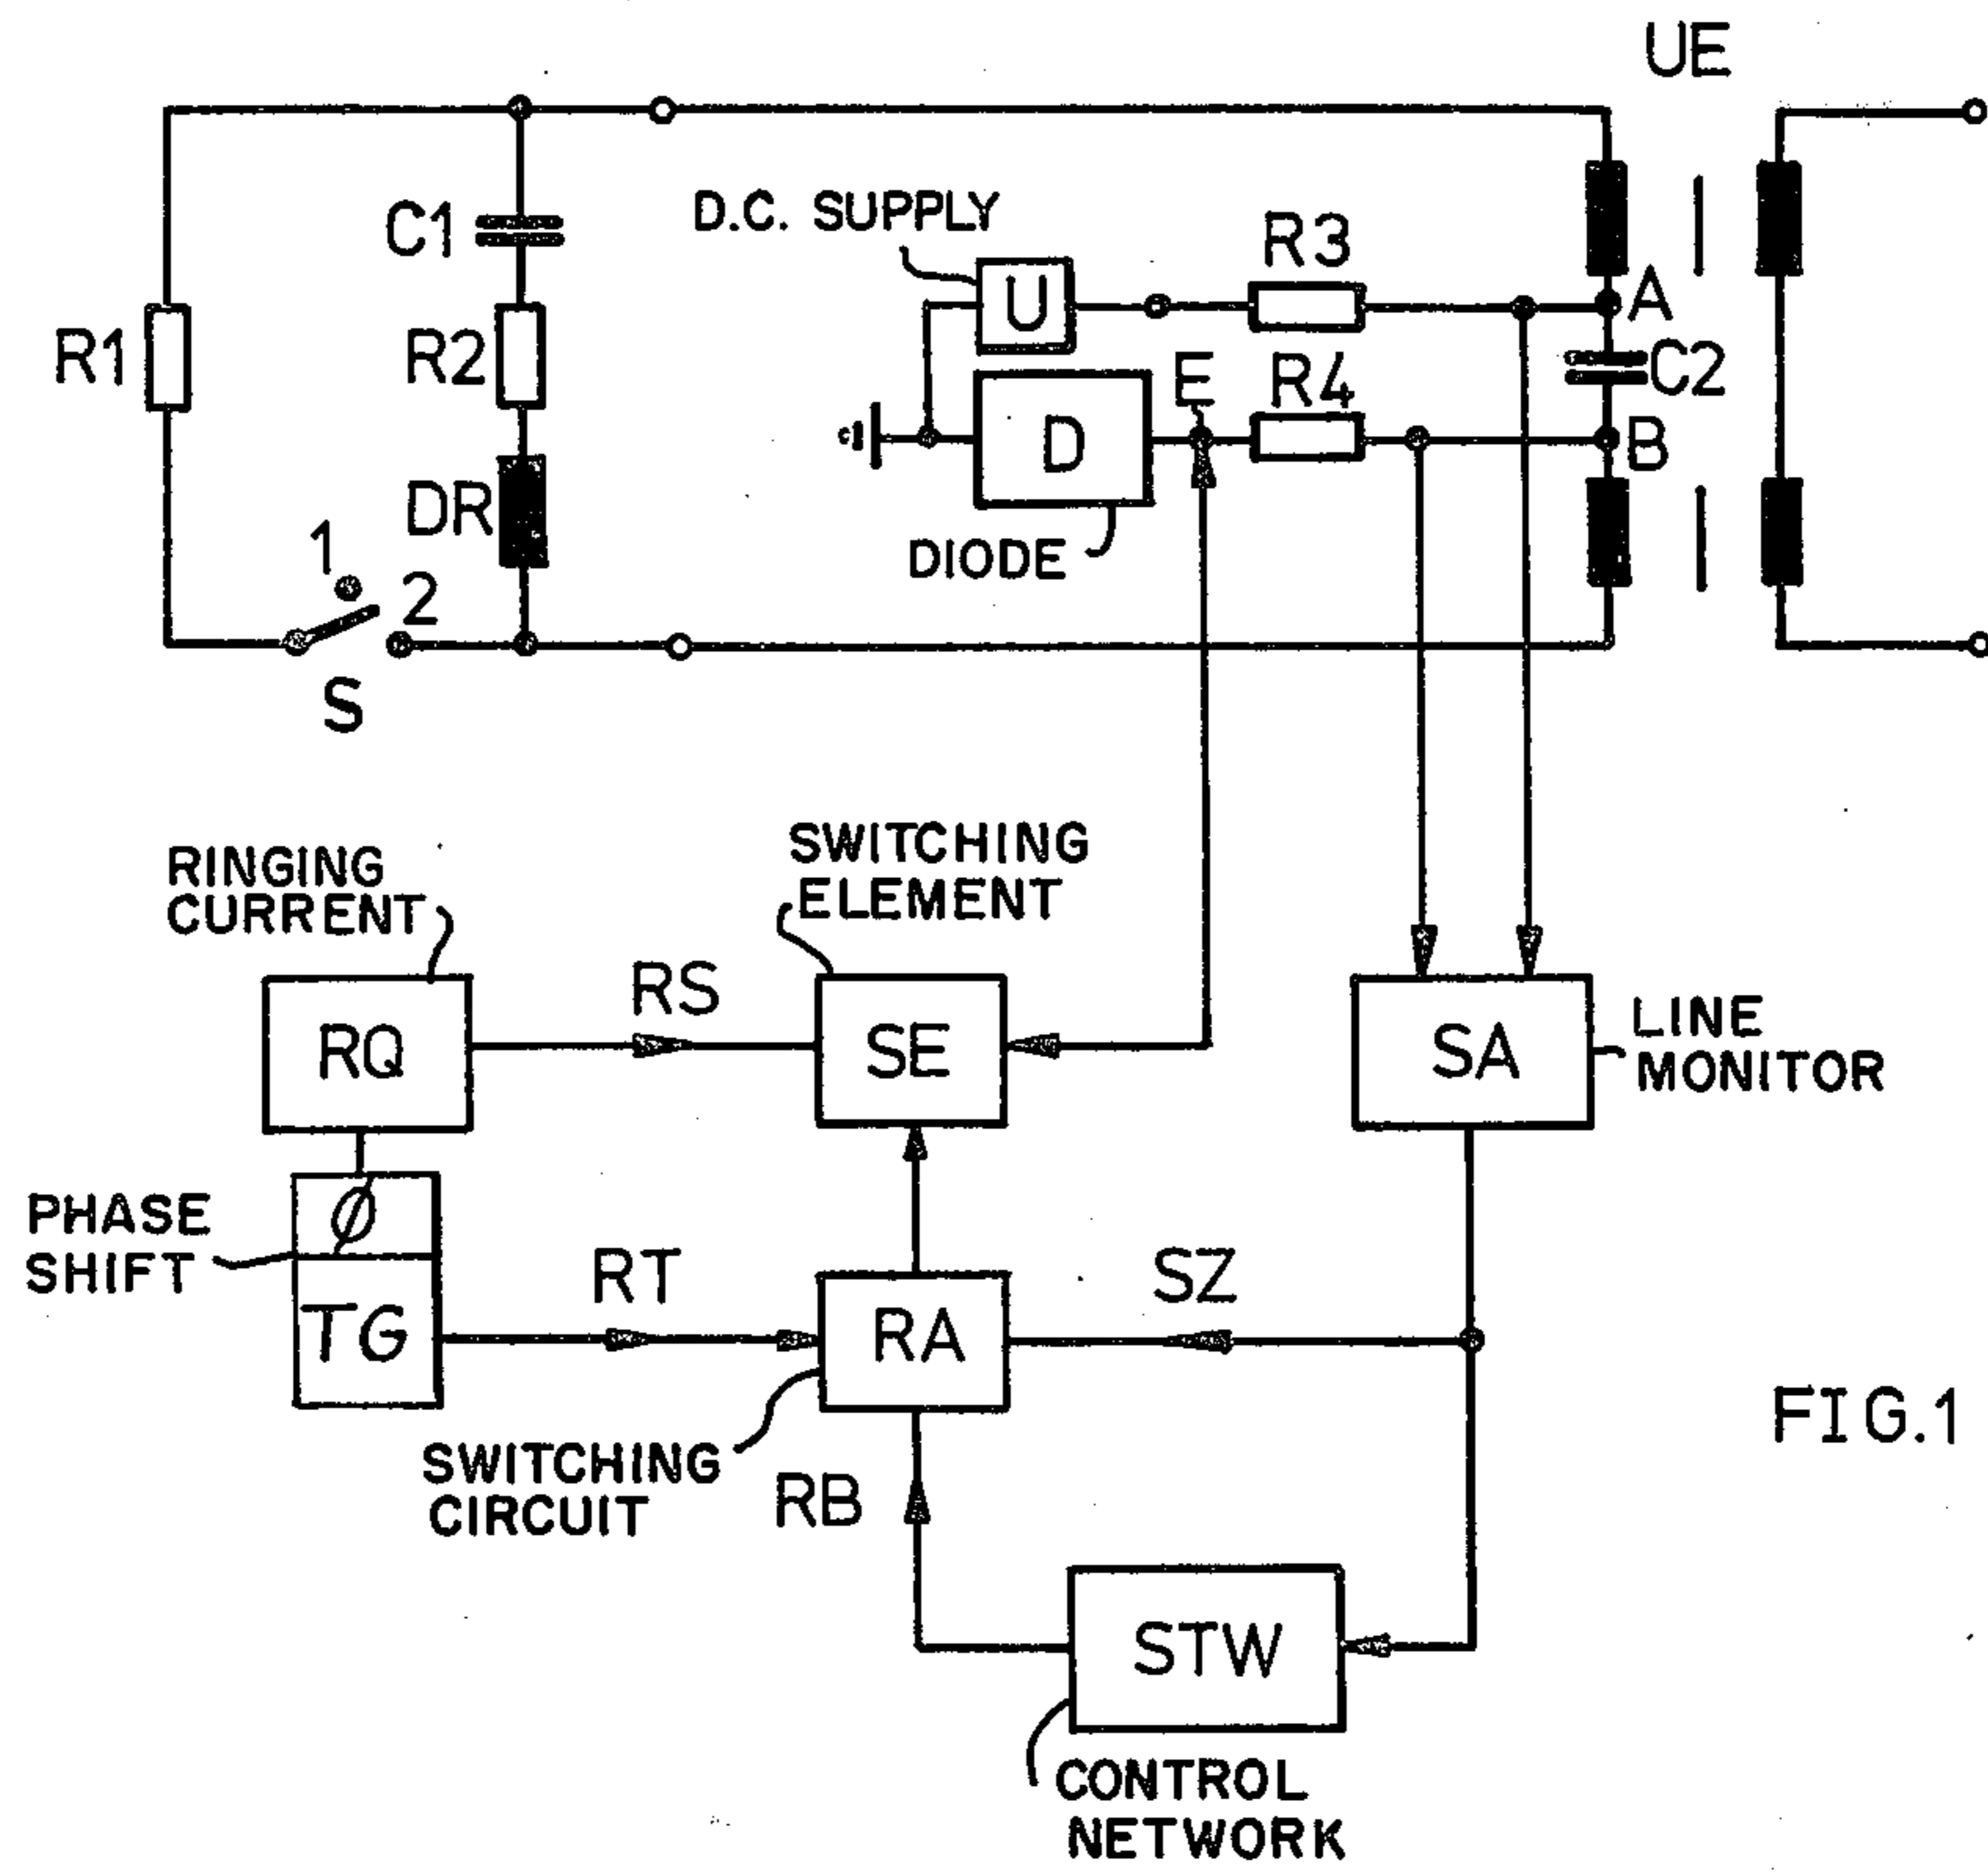 UE
C1
D.C. SUPPLY
R3
U
A
R1
R2
E
R4
C2
D
B
DR
DIODE
1
2
S
SWITCHING
ELEMENT
RINGING
CURRENT
RS
RQ
SE
SA
LINE
MONITOR
PHASE
SHIFT
Ø
RT
SZ
TG
RA
FIG.1
SWITCHING
CIRCUIT
RB
STW
CONTROL
NETWORK